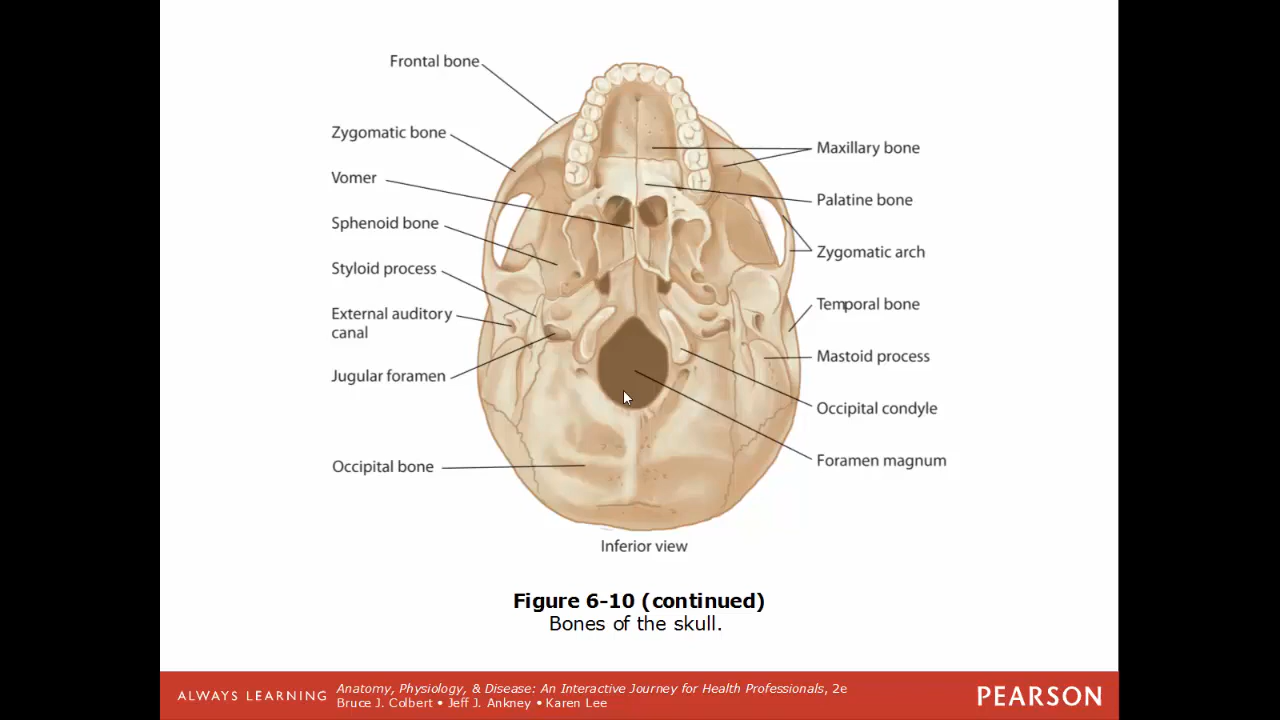 Frontal bone
Zygomatic bone
Vomer
Sphenoid bone
Styloid process
External auditory
canal
Jugular foramen
Occipital bone
Maxillary bone
Palatine bone
Zygomatic arch
Temporal bone
Mastoid process
Occipital condyle
Foramen magnum
Inferior view
Figure 6-10 (continued)
Bones of the skull.
ALWAYS LEARNING
Anatomy, Physiology, & Disease: An Interactive Journey for Health Professionals, 2e
Bruce J. Colbert • Jeff J. Ankney • Karen Lee
PEARSON